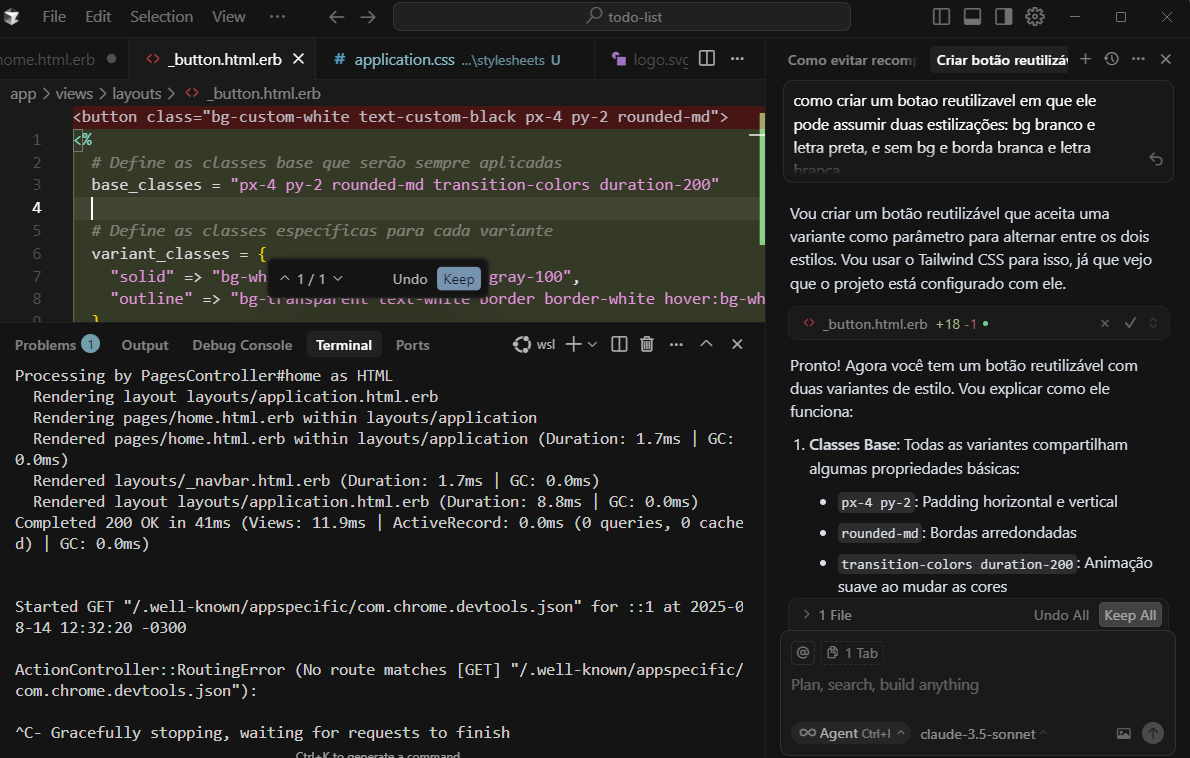 File Edit Selection View ··· ← → todo-list
home.html.erb ● <> _button.html.erb × # application.css ...\stylesheets U logo.svg ···
app > views > layouts > <> _button.html.erb
<button class="bg-custom-white text-custom-black px-4 py-2 rounded-md">
1 <%
2 # Define as classes base que serão sempre aplicadas
3 base_classes = "px-4 py-2 rounded-md transition-colors duration-200"
4
5 # Define as classes específicas para cada variante
6 variant_classes = {
7 "solid" => "bg-wh gray-100",
8 "outline" => "bg-transparent text-white border border-white hover:bg-wh
9 }
1 / 1 Undo Keep
Problems 1 Output Debug Console Terminal Ports wsl
Processing by PagesController#home as HTML
Rendering layout layouts/application.html.erb
Rendering pages/home.html.erb within layouts/application
Rendered pages/home.html.erb within layouts/application (Duration: 1.7ms | GC:
0.0ms)
Rendered layouts/_navbar.html.erb (Duration: 1.7ms | GC: 0.0ms)
Rendered layout layouts/application.html.erb (Duration: 8.8ms | GC: 0.0ms)
Completed 200 OK in 41ms (Views: 11.9ms | ActiveRecord: 0.0ms (0 queries, 0 cache
d) | GC: 0.0ms)
Started GET "/.well-known/appspecific/com.chrome.devtools.json" for ::1 at 2025-0
8-14 12:32:20 -0300
ActionController::RoutingError (No route matches [GET] "/.well-known/appspecific/
com.chrome.devtools.json"):
^C- Gracefully stopping, waiting for requests to finish
Ctrl+K to generate a command
Como evitar recom Criar botão reutilizáv
como criar um botao reutilizavel em que ele
pode assumir duas estilizações: bg branco e
letra preta, e sem bg e borda branca e letra
branca
Vou criar um botão reutilizável que aceita uma
variante como parâmetro para alternar entre os dois
estilos. Vou usar o Tailwind CSS para isso, já que vejo
que o projeto está configurado com ele.
<> _button.html.erb +18 -1 •
Pronto! Agora você tem um botão reutilizável com
duas variantes de estilo. Vou explicar como ele
funciona:
1. Classes Base: Todas as variantes compartilham
algumas propriedades básicas:
• px-4 py-2: Padding horizontal e vertical
• rounded-md: Bordas arredondadas
• transition-colors duration-200: Animação
suave ao mudar as cores
> 1 File Undo All Keep All
@ 1 Tab
Plan, search, build anything
∞ Agent Ctrl+I claude-3.5-sonnet